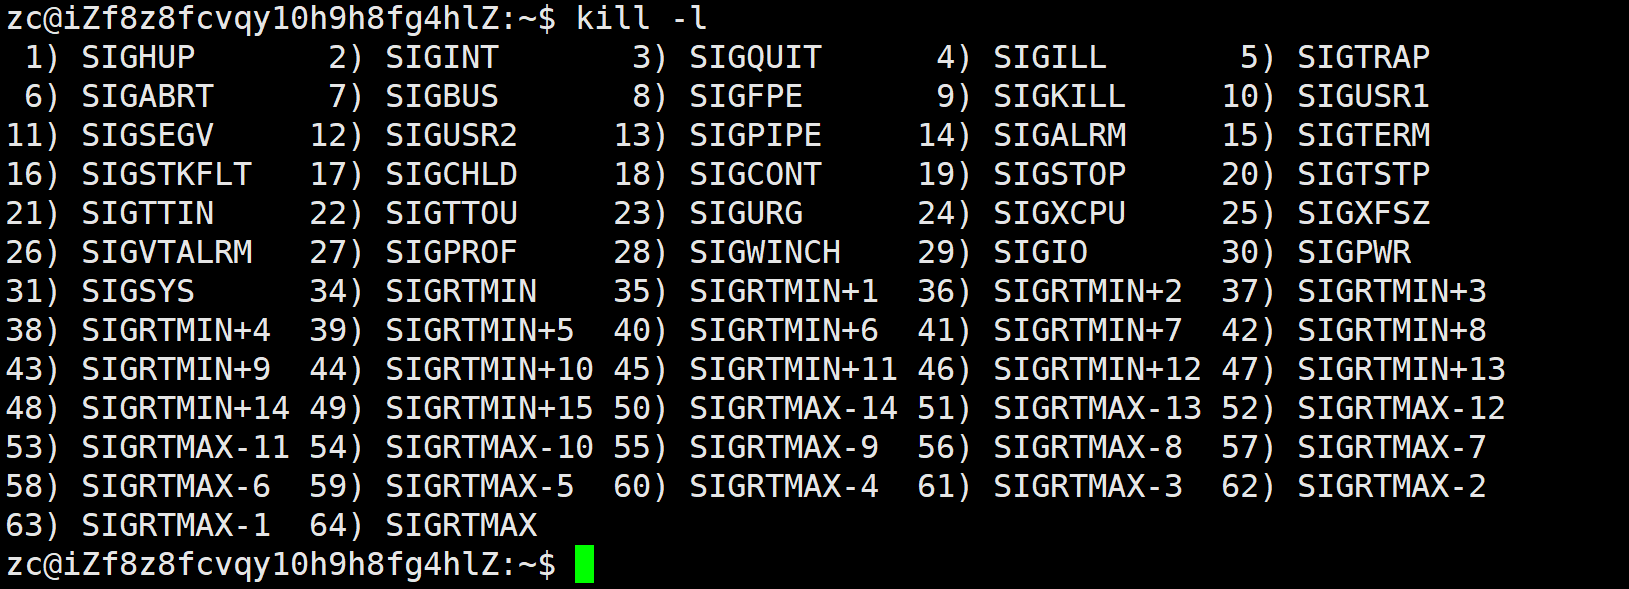 zc@iZf8z8fcvqy10h9h8fg4hlZ:~$ kill -l
 1) SIGHUP       2) SIGINT       3) SIGQUIT      4) SIGILL       5) SIGTRAP
 6) SIGABRT      7) SIGBUS       8) SIGFPE       9) SIGKILL     10) SIGUSR1
11) SIGSEGV     12) SIGUSR2     13) SIGPIPE     14) SIGALRM     15) SIGTERM
16) SIGSTKFLT   17) SIGCHLD     18) SIGCONT     19) SIGSTOP     20) SIGTSTP
21) SIGTTIN     22) SIGTTOU     23) SIGURG      24) SIGXCPU     25) SIGXFSZ
26) SIGVTALRM   27) SIGPROF     28) SIGWINCH    29) SIGIO       30) SIGPWR
31) SIGSYS      34) SIGRTMIN    35) SIGRTMIN+1  36) SIGRTMIN+2  37) SIGRTMIN+3
38) SIGRTMIN+4  39) SIGRTMIN+5  40) SIGRTMIN+6  41) SIGRTMIN+7  42) SIGRTMIN+8
43) SIGRTMIN+9  44) SIGRTMIN+10 45) SIGRTMIN+11 46) SIGRTMIN+12 47) SIGRTMIN+13
48) SIGRTMIN+14 49) SIGRTMIN+15 50) SIGRTMAX-14 51) SIGRTMAX-13 52) SIGRTMAX-12
53) SIGRTMAX-11 54) SIGRTMAX-10 55) SIGRTMAX-9  56) SIGRTMAX-8  57) SIGRTMAX-7
58) SIGRTMAX-6  59) SIGRTMAX-5  60) SIGRTMAX-4  61) SIGRTMAX-3  62) SIGRTMAX-2
63) SIGRTMAX-1  64) SIGRTMAX
zc@iZf8z8fcvqy10h9h8fg4hlZ:~$